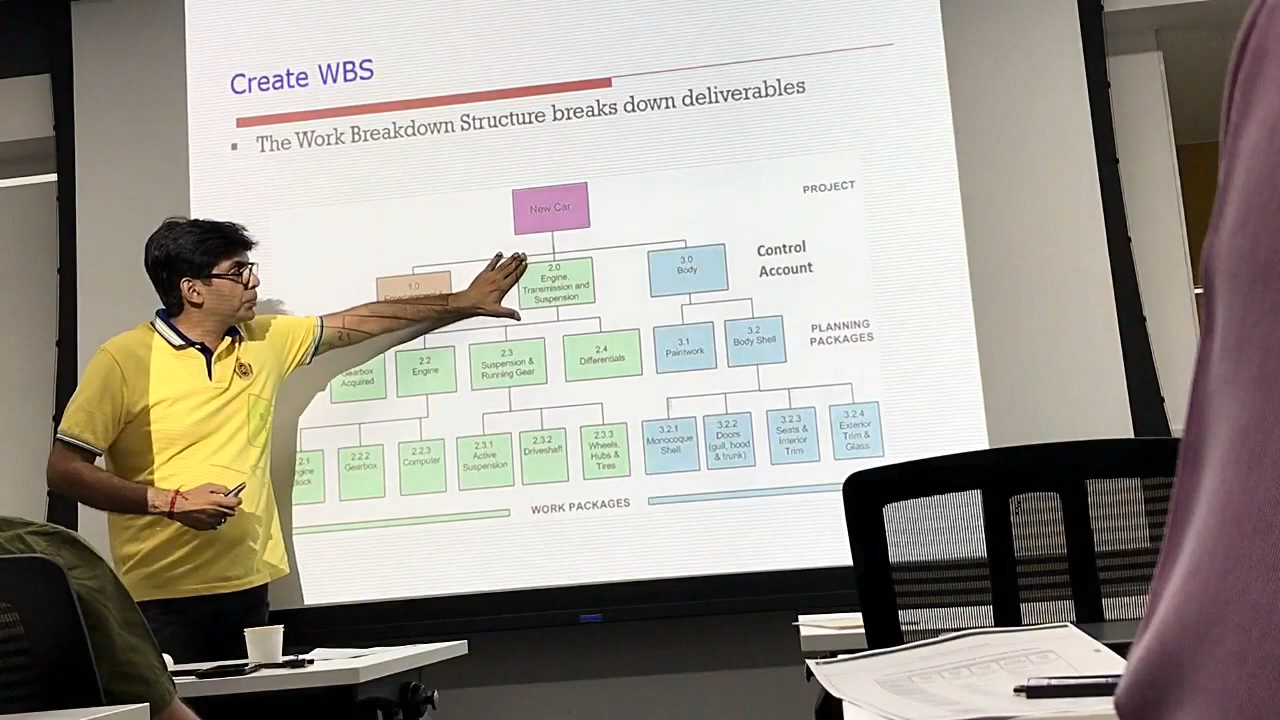 Create WBS
▪ The Work Breakdown Structure breaks down deliverables
PROJECT
New Car
Control
Account
1.0
2.0
Engine,
Transmission and
Suspension
3.0
Body
PLANNING
PACKAGES
Gearbox
Acquired
2.2
Engine
2.3
Suspension &
Running Gear
2.4
Differentials
3.1
Paintwork
3.2
Body Shell
2.2.2
Gearbox
2.2.3
Computer
2.3.1
Active
Suspension
2.3.2
Driveshaft
2.3.3
Wheels,
Hubs &
Tires
3.2.1
Monocoque
Shell
3.2.2
Doors
(gull, hood
& trunk)
3.2.3
Seats &
Interior
Trim
3.2.4
Exterior
Trim &
Glass
WORK PACKAGES